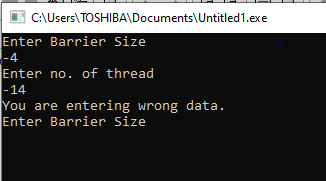 C:\Users\TOSHIBA\Documents\Untitled1.exe
Enter Barrier Size
-4
Enter no. of thread
-14
You are entering wrong data.
Enter Barrier Size